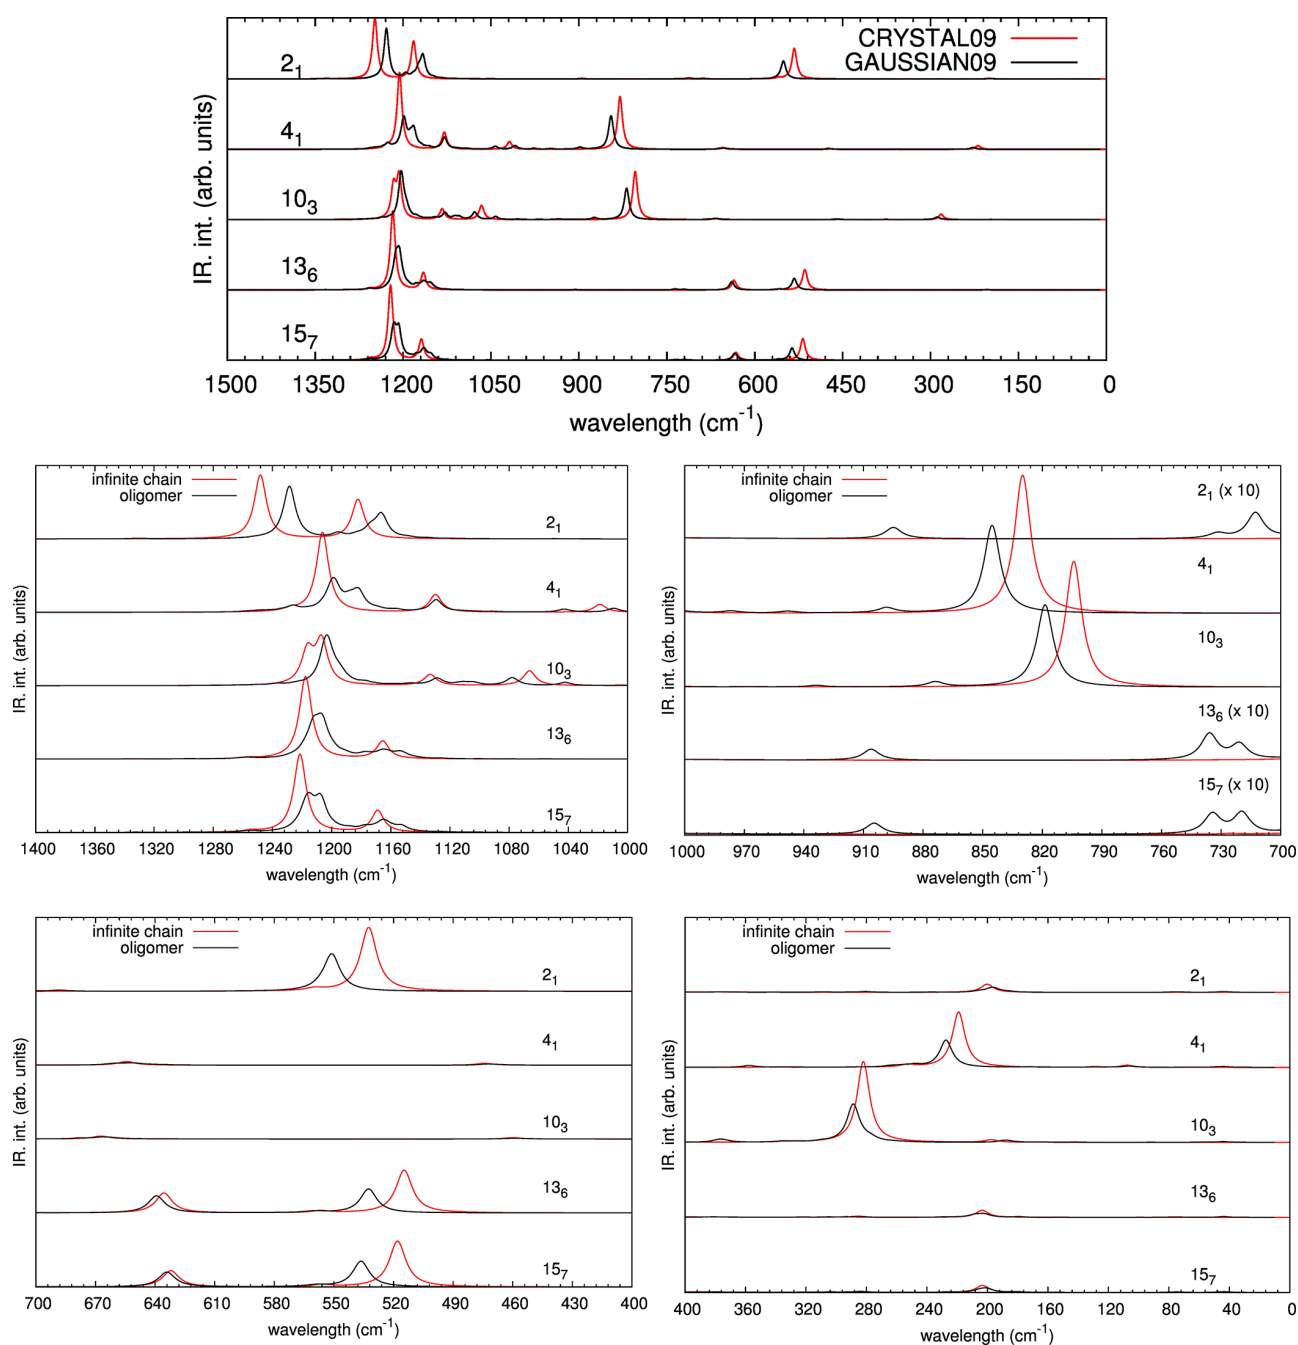 CRYSTAL09
GAUSSIAN09
IR. int. (arb. units)
2₁
4₁
10₃
13₆
15₇
1500 1350 1200 1050 900 750 600 450 300 150 0
wavelength (cm⁻¹)
infinite chain
oligomer
IR. int. (arb. units)
2₁
4₁
10₃
13₆
15₇
1400 1360 1320 1280 1240 1200 1160 1120 1080 1040 1000
wavelength (cm⁻¹)
infinite chain
oligomer
IR. int. (arb. units)
2₁ (x 10)
4₁
10₃
13₆ (x 10)
15₇ (x 10)
1000 970 940 910 880 850 820 790 760 730 700
wavelength (cm⁻¹)
infinite chain
oligomer
IR. int. (arb. units)
2₁
4₁
10₃
13₆
15₇
700 670 640 610 580 550 520 490 460 430 400
wavelength (cm⁻¹)
infinite chain
oligomer
IR. int. (arb. units)
2₁
4₁
10₃
13₆
15₇
400 360 320 280 240 200 160 120 80 40 0
wavelength (cm⁻¹)